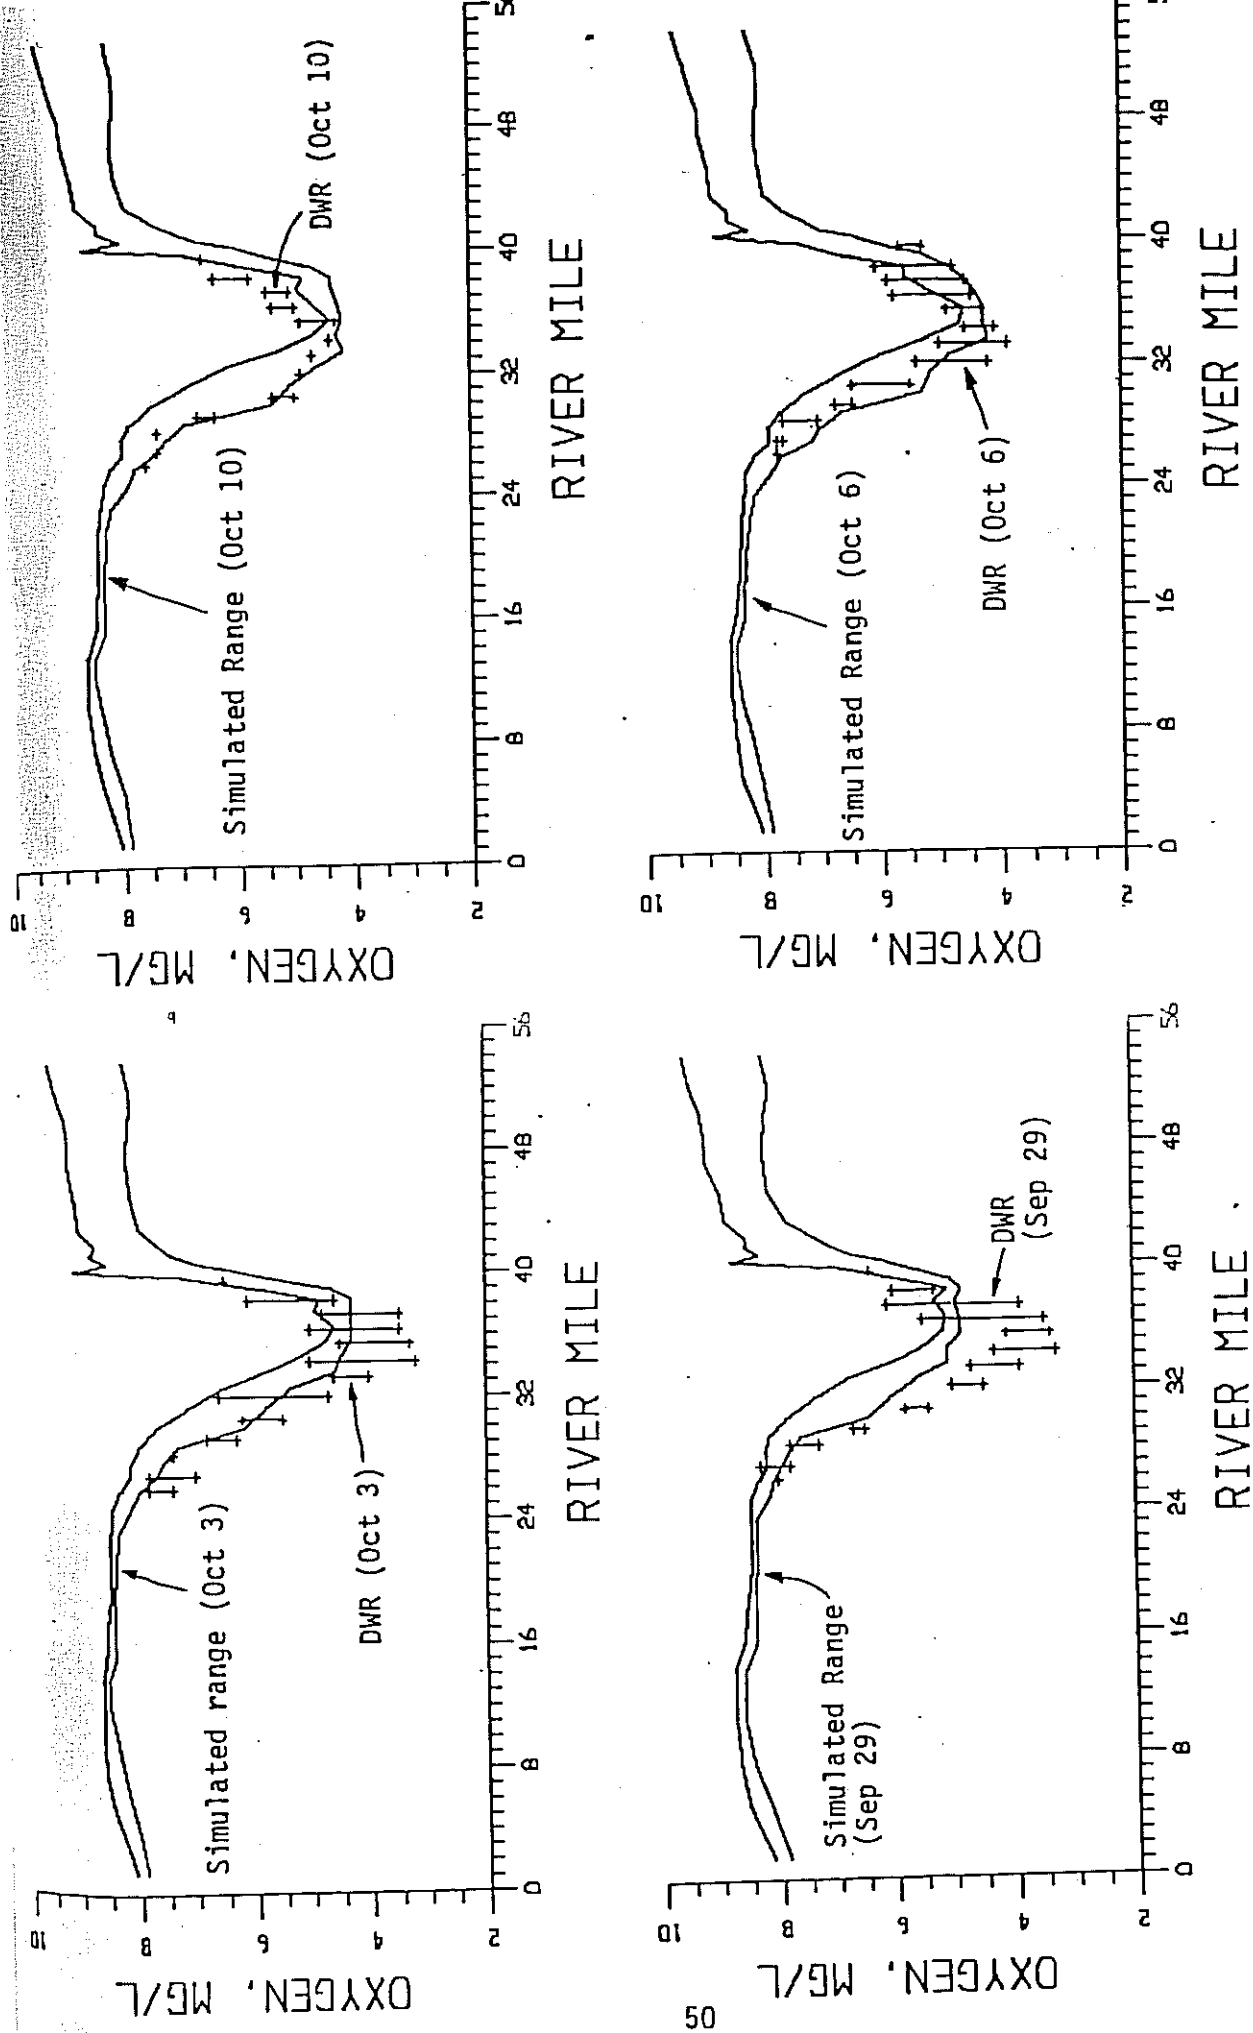 OXYGEN, MG/L
10
8
6
4
2
Simulated range (Oct 3)
DWR (Oct 3)
0
8
16
24
32
40
48
56
RIVER MILE
OXYGEN, MG/L
10
8
6
4
2
Simulated Range (Oct 10)
DWR (Oct 10)
0
8
16
24
32
40
48
RIVER MILE
OXYGEN, MG/L
10
8
6
4
2
Simulated Range
(Sep 29)
DWR
(Sep 29)
0
8
16
24
32
40
48
56
RIVER MILE
OXYGEN, MG/L
10
8
6
4
2
Simulated Range (Oct 6)
DWR (Oct 6)
0
8
16
24
32
40
48
RIVER MILE
50